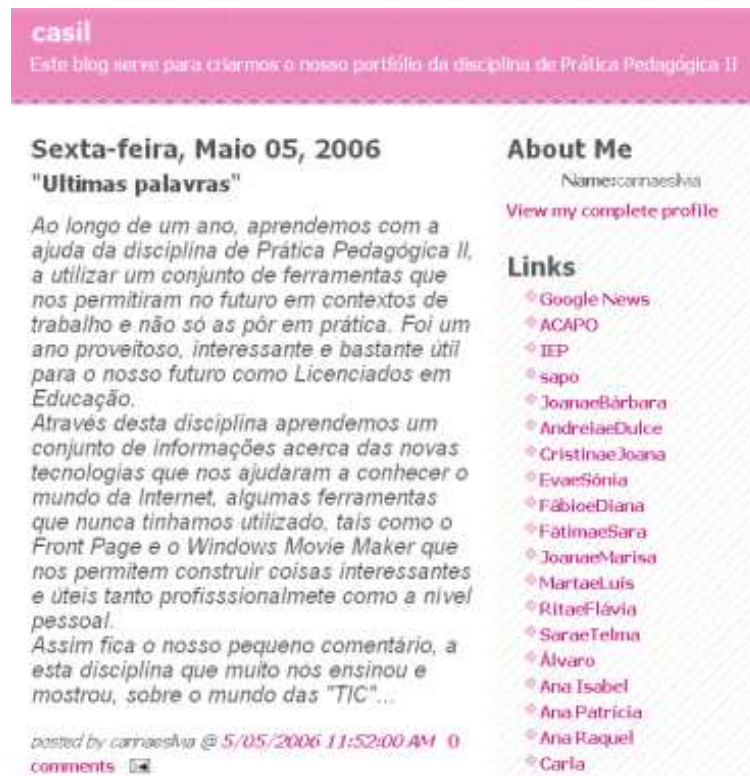 casil
Este blog serve para criarmos o nosso portfólio da disciplina de Prática Pedagógica II
Sexta-feira, Maio 05, 2006
"Ultimas palavras"
Ao longo de um ano, aprendemos com a
ajuda da disciplina de Prática Pedagógica II,
a utilizar um conjunto de ferramentas que
nos permitiram no futuro em contextos de
trabalho e não só as pôr em prática. Foi um
ano proveitoso, interessante e bastante útil
para o nosso futuro como Licenciados em
Educação.
Através desta disciplina aprendemos um
conjunto de informações acerca das novas
tecnologias que nos ajudaram a conhecer o
mundo da Internet, algumas ferramentas
que nunca tinhamos utilizado, tais como o
Front Page e o Windows Movie Maker que
nos permitem construir coisas interessantes
e úteis tanto profisssionalmete como a nível
pessoal.
Assim fica o nosso pequeno comentário, a
esta disciplina que muito nos ensinou e
mostrou, sobre o mundo das "TIC"...
posted by @ 5/05/2006 11:52:00 AM 0
comments
About Me
Name:
View my complete profile
Links
Google News
ACAPO
IEP
sapo
JoanaeBárbara
AndreiaeDulce
CristinaeJoana
EvaeSónia
FábioeDiana
FátimaeSara
JoanaeMarisa
MartaeLuís
RitaeFlávia
SaraeTelma
Álvaro
Ana Isabel
Ana Patrícia
Ana Raquel
Carla